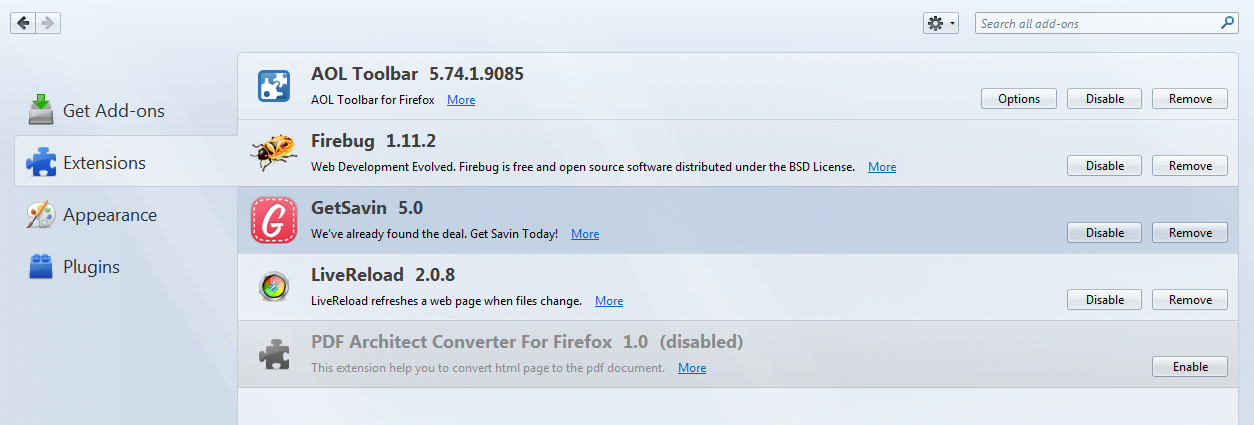 Search all add-ons
Get Add-ons
Extensions
Appearance
Plugins
AOL Toolbar 5.74.1.9085
AOL Toolbar for Firefox More
Options Disable Remove
Firebug 1.11.2
Web Development Evolved. Firebug is free and open source software distributed under the BSD License. More
Disable Remove
G
GetSavin 5.0
We've already found the deal. Get Savin Today! More
Disable Remove
LiveReload 2.0.8
LiveReload refreshes a web page when files change. More
Disable Remove
PDF Architect Converter For Firefox 1.0 (disabled)
This extension help you to convert html page to the pdf document. More
Enable